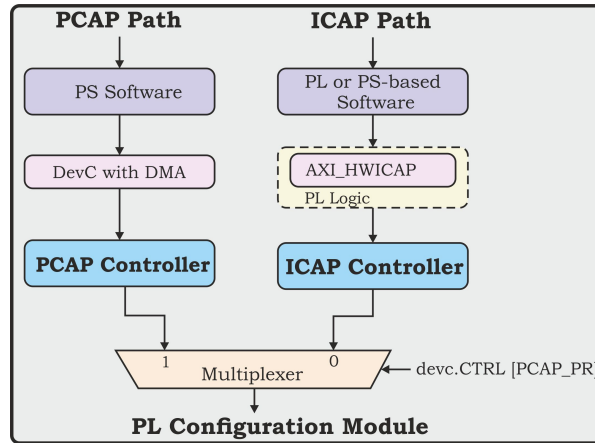 PCAP Path
ICAP Path
PS Software
PL or PS-based
Software
DevC with DMA
AXI_HWICAP
PL Logic
PCAP Controller
ICAP Controller
1
0
Multiplexer
devc.CTRL [PCAP_PR]
PL Configuration Module